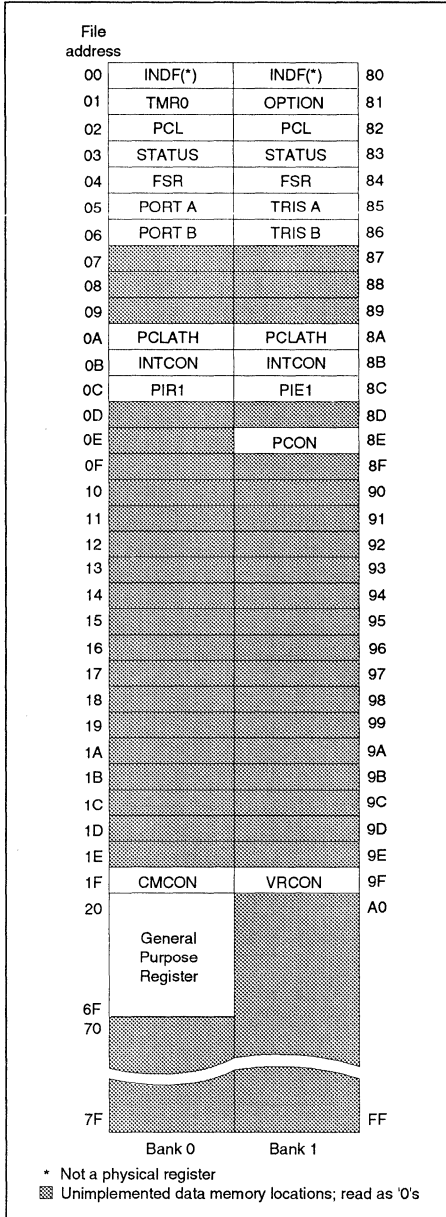 File
address
00 INDF(*) INDF(*) 80
01 TMR0 OPTION 81
02 PCL PCL 82
03 STATUS STATUS 83
04 FSR FSR 84
05 PORT A TRIS A 85
06 PORT B TRIS B 86
07 87
08 88
09 89
0A PCLATH PCLATH 8A
0B INTCON INTCON 8B
0C PIR1 PIE1 8C
0D 8D
0E PCON 8E
0F 8F
10 90
11 91
12 92
13 93
14 94
15 95
16 96
17 97
18 98
19 99
1A 9A
1B 9B
1C 9C
1D 9D
1E 9E
1F CMCON VRCON 9F
20 A0
General
Purpose
Register
6F
70
7F FF
Bank 0 Bank 1
* Not a physical register
Unimplemented data memory locations; read as '0's